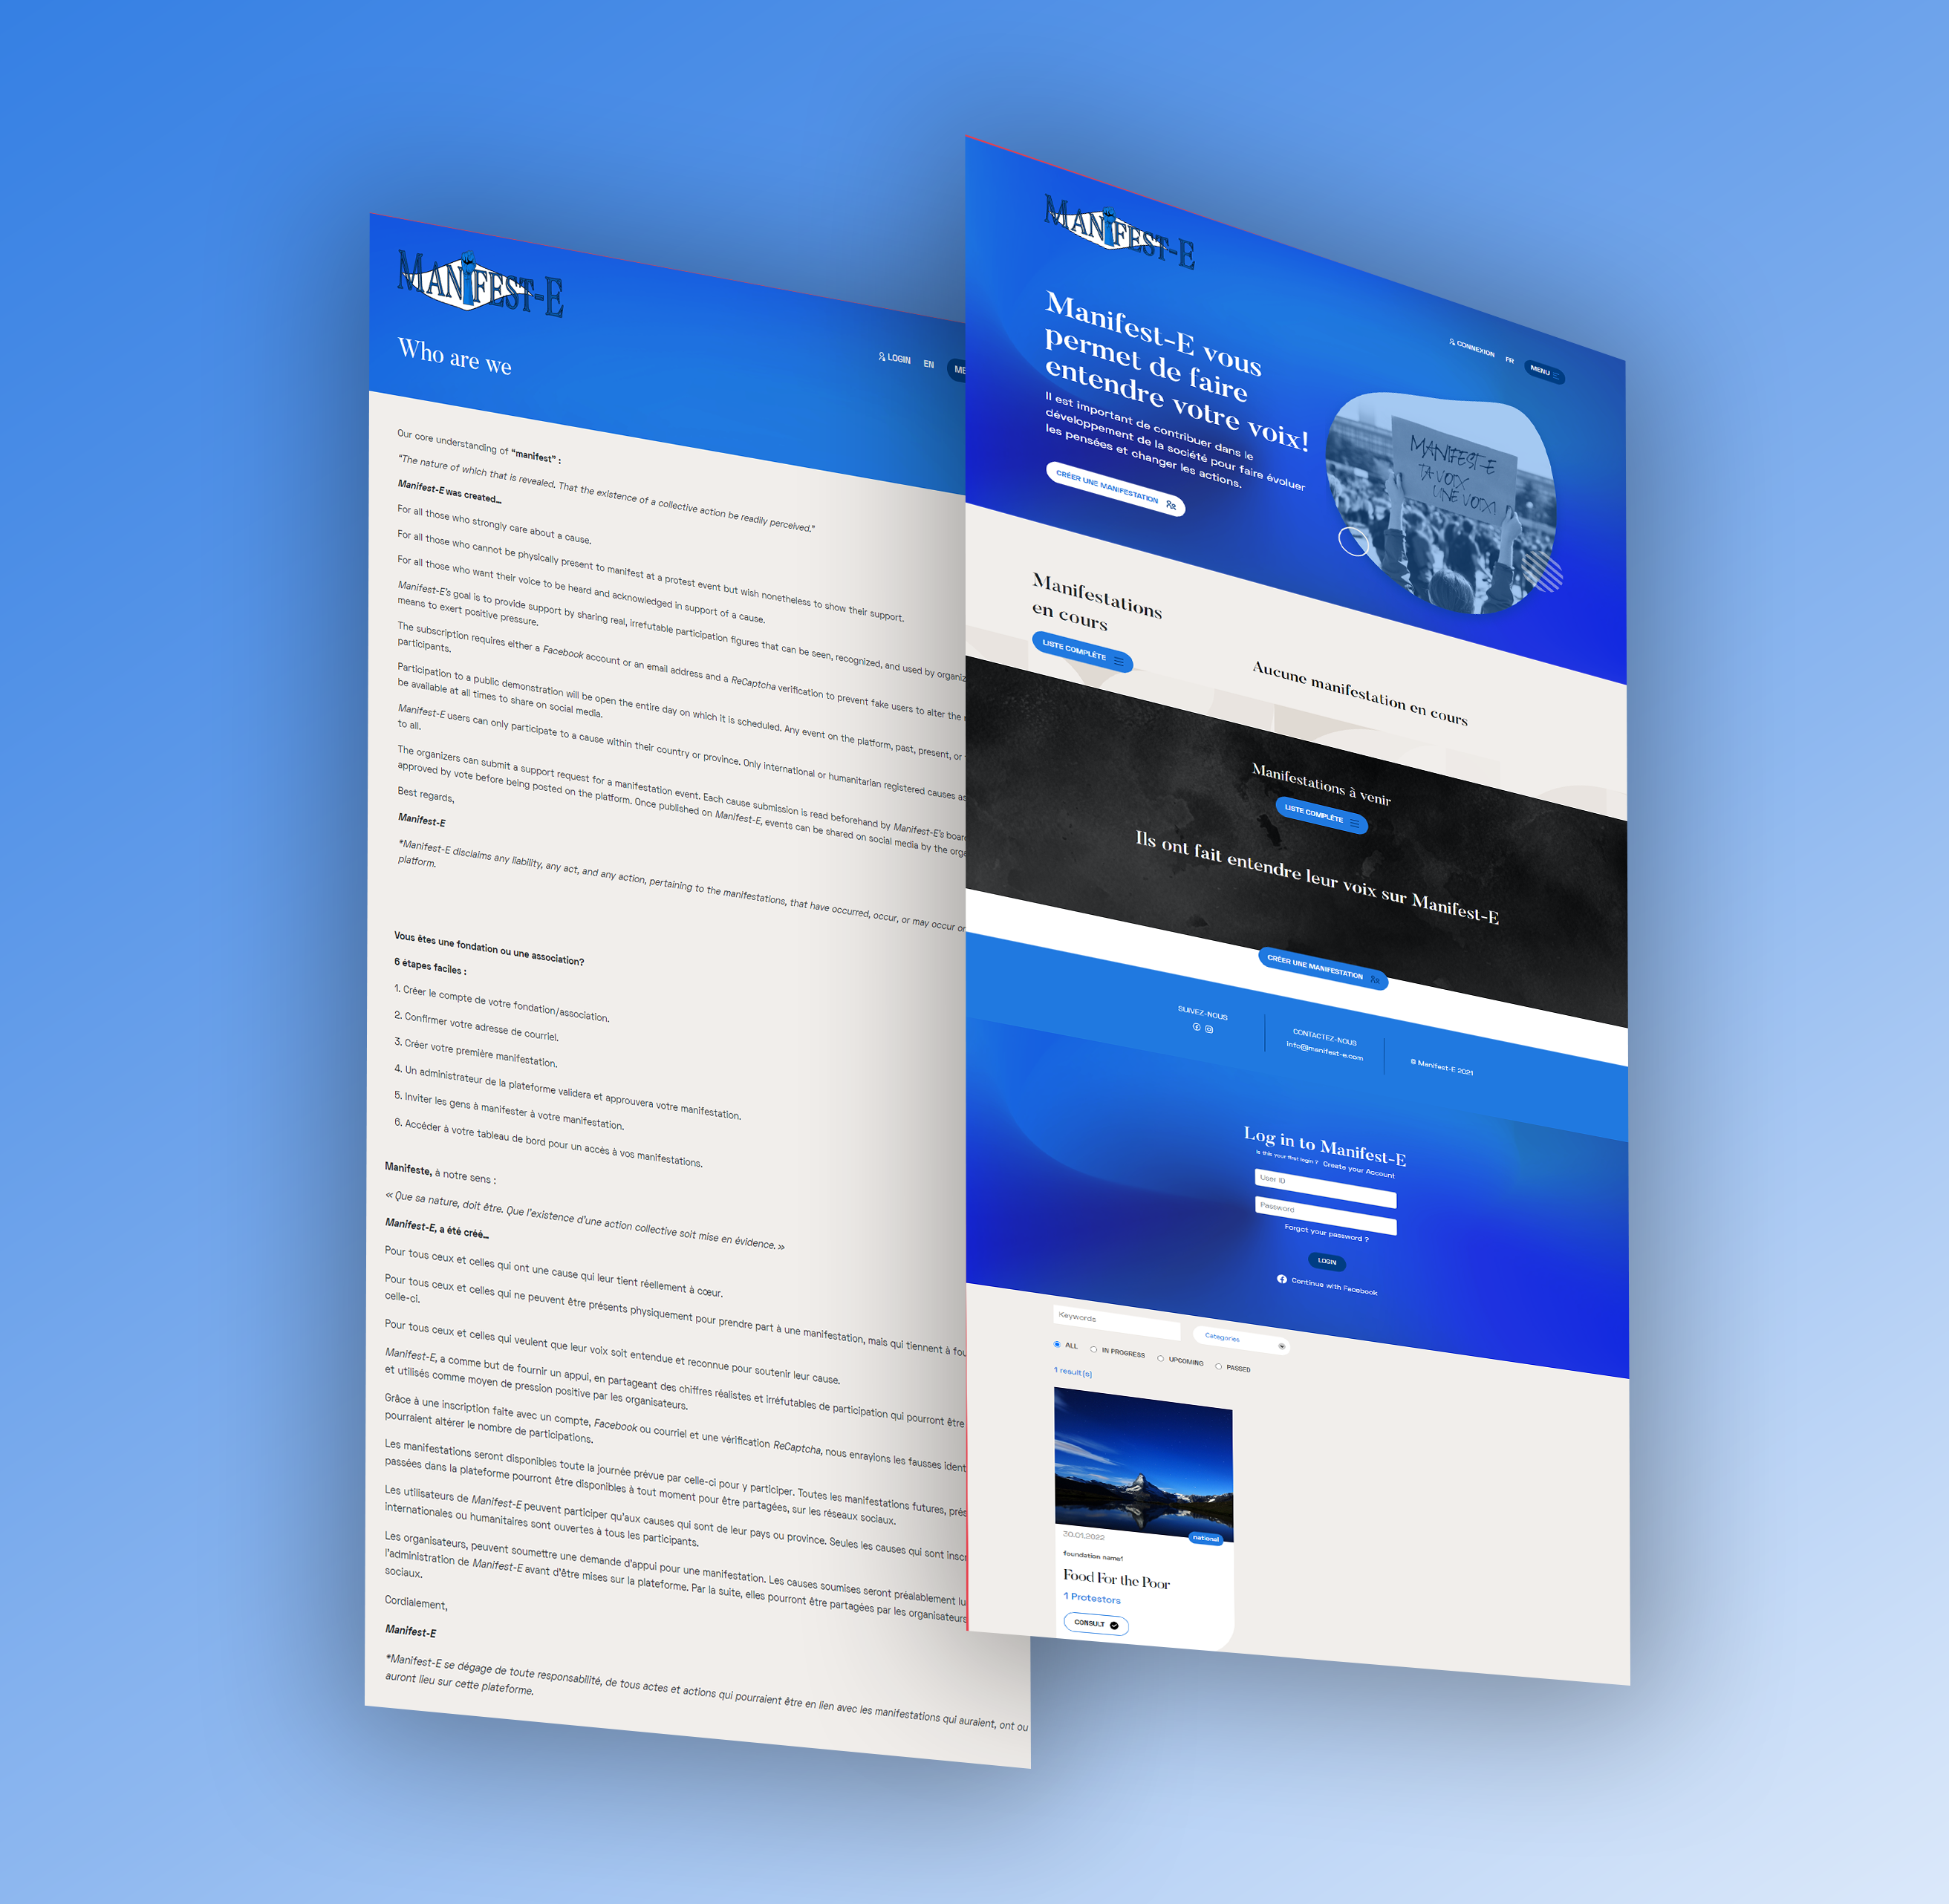 MANIFEST-E
Who are we
LOGIN
EN
Our core understanding of “manifest” :
“The nature of which that is revealed. That the existence of a collective action be readily perceived.”
Manifest-E was created...
For all those who strongly care about a cause.
For all those who cannot be physically present to manifest at a protest event but wish nonetheless to show their support.
For all those who want their voice to be heard and acknowledged in support of a cause.
Manifest-E's goal is to provide support by sharing real, irrefutable participation figures that can be seen, recognized, and used by
means to exert positive pressure.
The subscription requires either a Facebook account or an email address and a ReCaptcha verification to prevent fake users to alter the
participants.
Participation to a public demonstration will be open the entire day on which it is scheduled. Any event on the platform, past, present, or
be available at all times to share on social media.
Manifest-E users can only participate to a cause within their country or province. Only international or humanitarian registered causes
to all.
The organizers can submit a support request for a manifestation event. Each cause submission is read beforehand by Manifest-E's
approved by vote before being posted on the platform. Once published on Manifest-E, events can be shared on social media by the
Best regards,
Manifest-E
*Manifest-E disclaims any liability, any act, and any action, pertaining to the manifestations, that have occurred, occur, or may occur
platform.
Vous êtes une fondation ou une association?
6 étapes faciles :
1. Créer le compte de votre fondation/association.
2. Confirmer votre adresse de courriel.
3. Créer votre première manifestation.
4. Un administrateur de la plateforme validera et approuvera votre manifestation.
5. Inviter les gens à manifester à votre manifestation.
6. Accéder à votre tableau de bord pour un accès à vos manifestations.
Manifeste, à notre sens :
« Que sa nature, doit être. Que l'existence d'une action collective soit mise en évidence. »
Manifest-E, a été créé...
Pour tous ceux et celles qui ont une cause qui leur tient réellement à cœur.
Pour tous ceux et celles qui ne peuvent être présents physiquement pour prendre part à une manifestation, mais qui tiennent à
celle-ci.
Pour tous ceux et celles qui veulent que leur voix soit entendue et reconnue pour soutenir leur cause.
Manifest-E, a comme but de fournir un appui, en partageant des chiffres réalistes et irréfutables de participation qui pourront être
et utilisés comme moyen de pression positive par les organisateurs.
Grâce à une inscription faite avec un compte, Facebook ou courriel et une vérification ReCaptcha, nous enrayions les fausses
pourraient altérer le nombre de participations.
Les manifestations seront disponibles toute la journée prévue par celle-ci pour y participer. Toutes les manifestations futures,
passées dans la plateforme pourront être disponibles à tout moment pour être partagées, sur les réseaux sociaux.
Les utilisateurs de Manifest-E peuvent participer qu'aux causes qui sont de leur pays ou province. Seules les causes qui sont
internationales ou humanitaires sont ouvertes à tous les participants.
Les organisateurs, peuvent soumettre une demande d'appui pour une manifestation. Les causes soumises seront préalablement
l'administration de Manifest-E avant d'être mises sur la plateforme. Par la suite, elles pourront être partagées par les organisateurs
sociaux.
Cordialement,
Manifest-E
*Manifest-E se dégage de toute responsabilité, de tous actes et actions qui pourraient être en lien avec les manifestations qui auraient, ont ou
auront lieu sur cette plateforme.
MANIFEST-E
CONNEXION
FR
MENU
Manifest-E vous
permet de faire
entendre votre voix!
Il est important de contribuer dans le
développement de la société pour faire évoluer
les pensées et changer les actions.
CRÉER UNE MANIFESTATION
MANIFEST-E
TA VOIX
UNE VOIX!
Manifestations
en cours
LISTE COMPLÈTE
Aucune manifestation en cours
Manifestations à venir
LISTE COMPLÈTE
Ils ont fait entendre leur voix sur Manifest-E
CRÉER UNE MANIFESTATION
SUIVEZ-NOUS
CONTACTEZ-NOUS
info@manifest-e.com
© Manifest-E 2021
Log in to Manifest-E
Is this your first login ? Create your Account
User ID
Password
Forgot your password ?
LOGIN
Continue with Facebook
Keywords
Categories
ALL
IN PROGRESS
UPCOMING
PASSED
1 result(s)
30.01.2022
national
foundation name!
Food For the Poor
1 Protestors
CONSULT